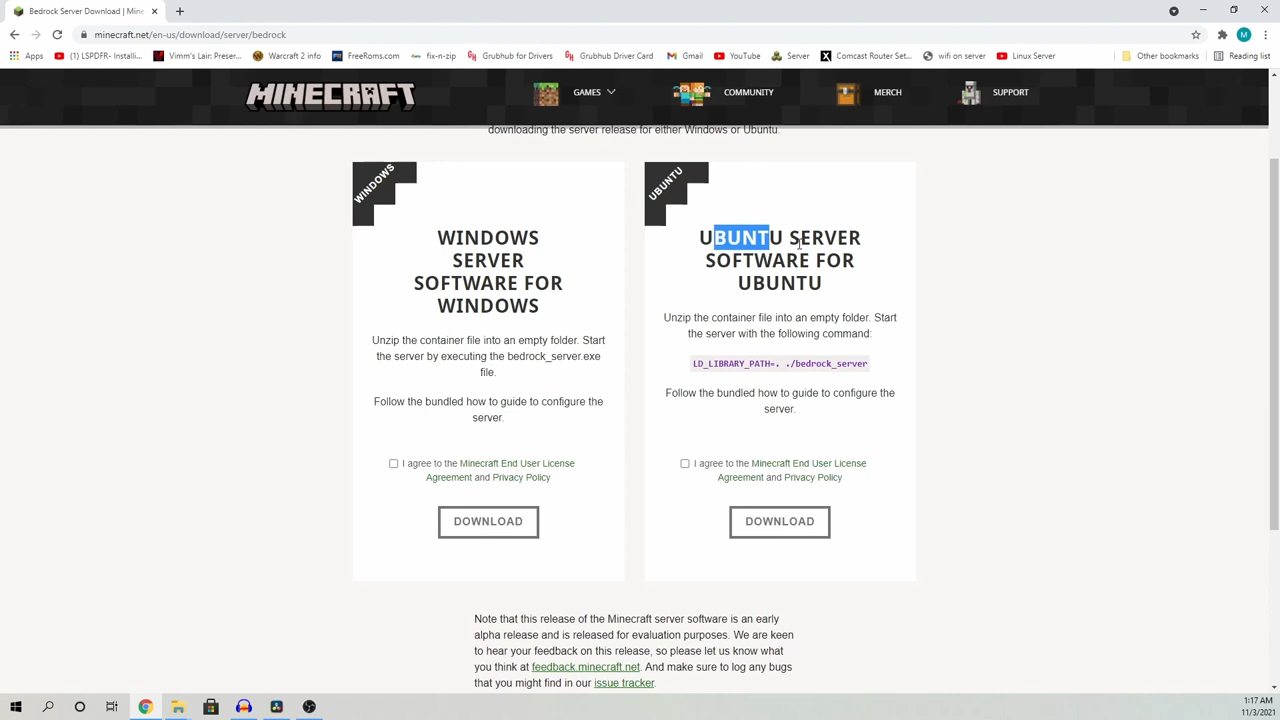 Bedrock Server Download | Mine
minecraft.net/en-us/download/server/bedrock
M
Apps
[LSPDFR- Installi...
Vimm's Lair: Preser...
Warcraft 2 info
FreeRoms.com
fix-n-zip
Grubhub for Drivers
Grubhub Driver Card
Gmail
YouTube
Server
Comcast Router Set...
wifi on server
Linux Server
Other bookmarks
Reading list
MINECRAFT
GAMES
COMMUNITY
MERCH
SUPPORT
downloading the server release for either Windows or Ubuntu.
WINDOWS
WINDOWS
SERVER
SOFTWARE FOR
WINDOWS
Unzip the container file into an empty folder. Start
the server by executing the bedrock_server.exe
file.
Follow the bundled how to guide to configure the
server.
I agree to the Minecraft End User License
Agreement and Privacy Policy
DOWNLOAD
UBUNTU
UBUNTU SERVER
SOFTWARE FOR
UBUNTU
Unzip the container file into an empty folder. Start
the server with the following command:
LD_LIBRARY_PATH=. ./bedrock_server
Follow the bundled how to guide to configure the
server.
I agree to the Minecraft End User License
Agreement and Privacy Policy
DOWNLOAD
Note that this release of the Minecraft server software is an early
alpha release and is released for evaluation purposes. We are keen
to hear your feedback on this release, so please let us know what
you think at feedback.minecraft.net. And make sure to log any bugs
that you might find in our issue tracker.
1:17 AM
11/3/2021